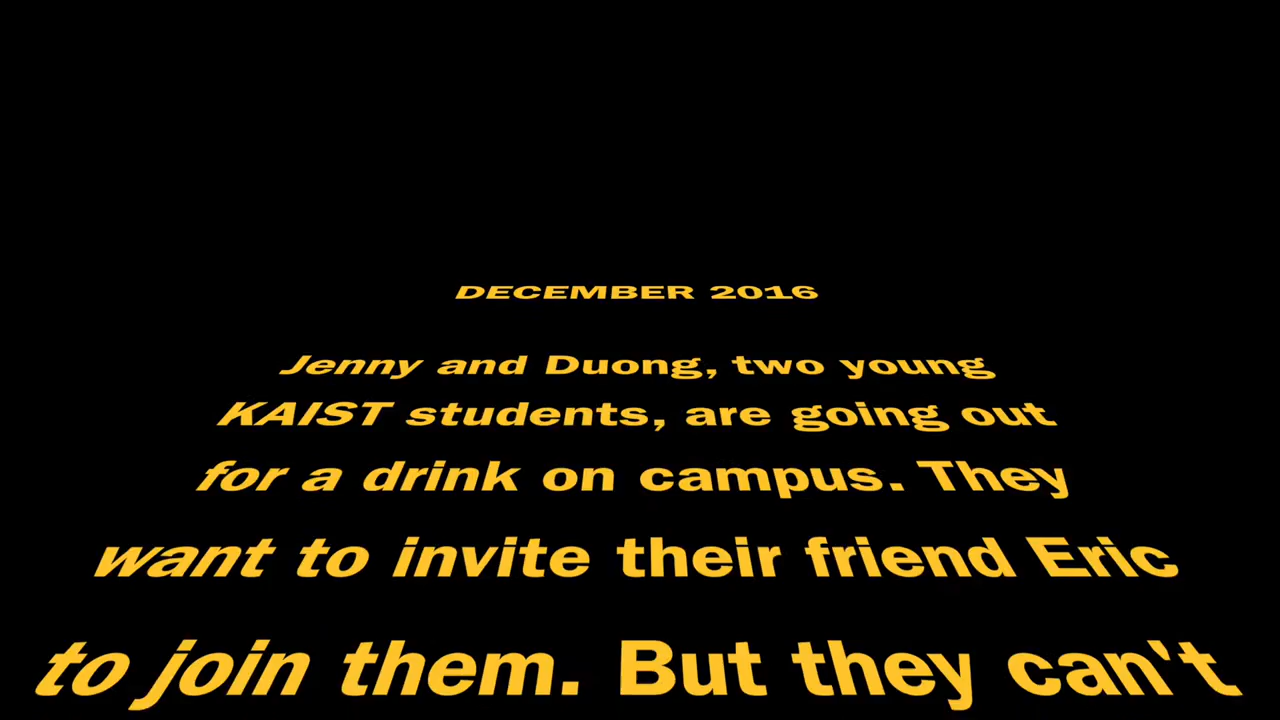 DECEMBER 2016
Jenny and Duong, two young
KAIST students, are going out
for a drink on campus. They
want to invite their friend Eric
to join them. But they can't